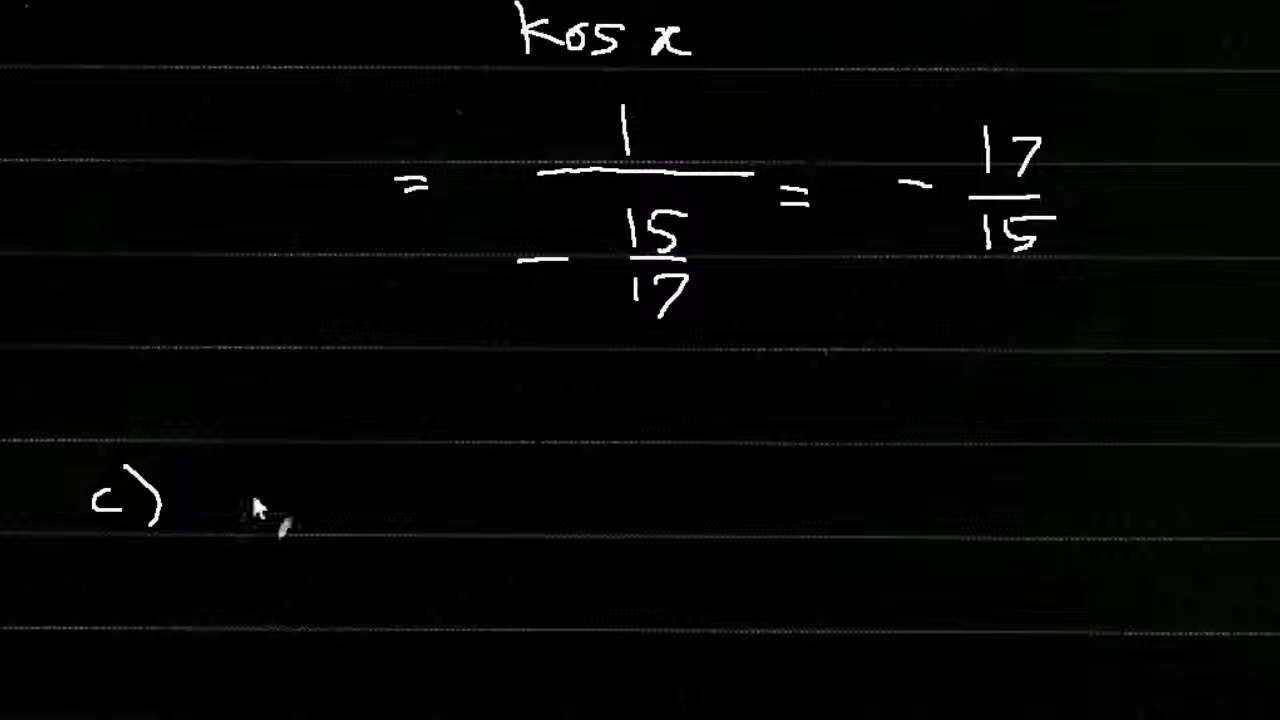 kos x
= 1 / - 15/17 = - 17/15
c)